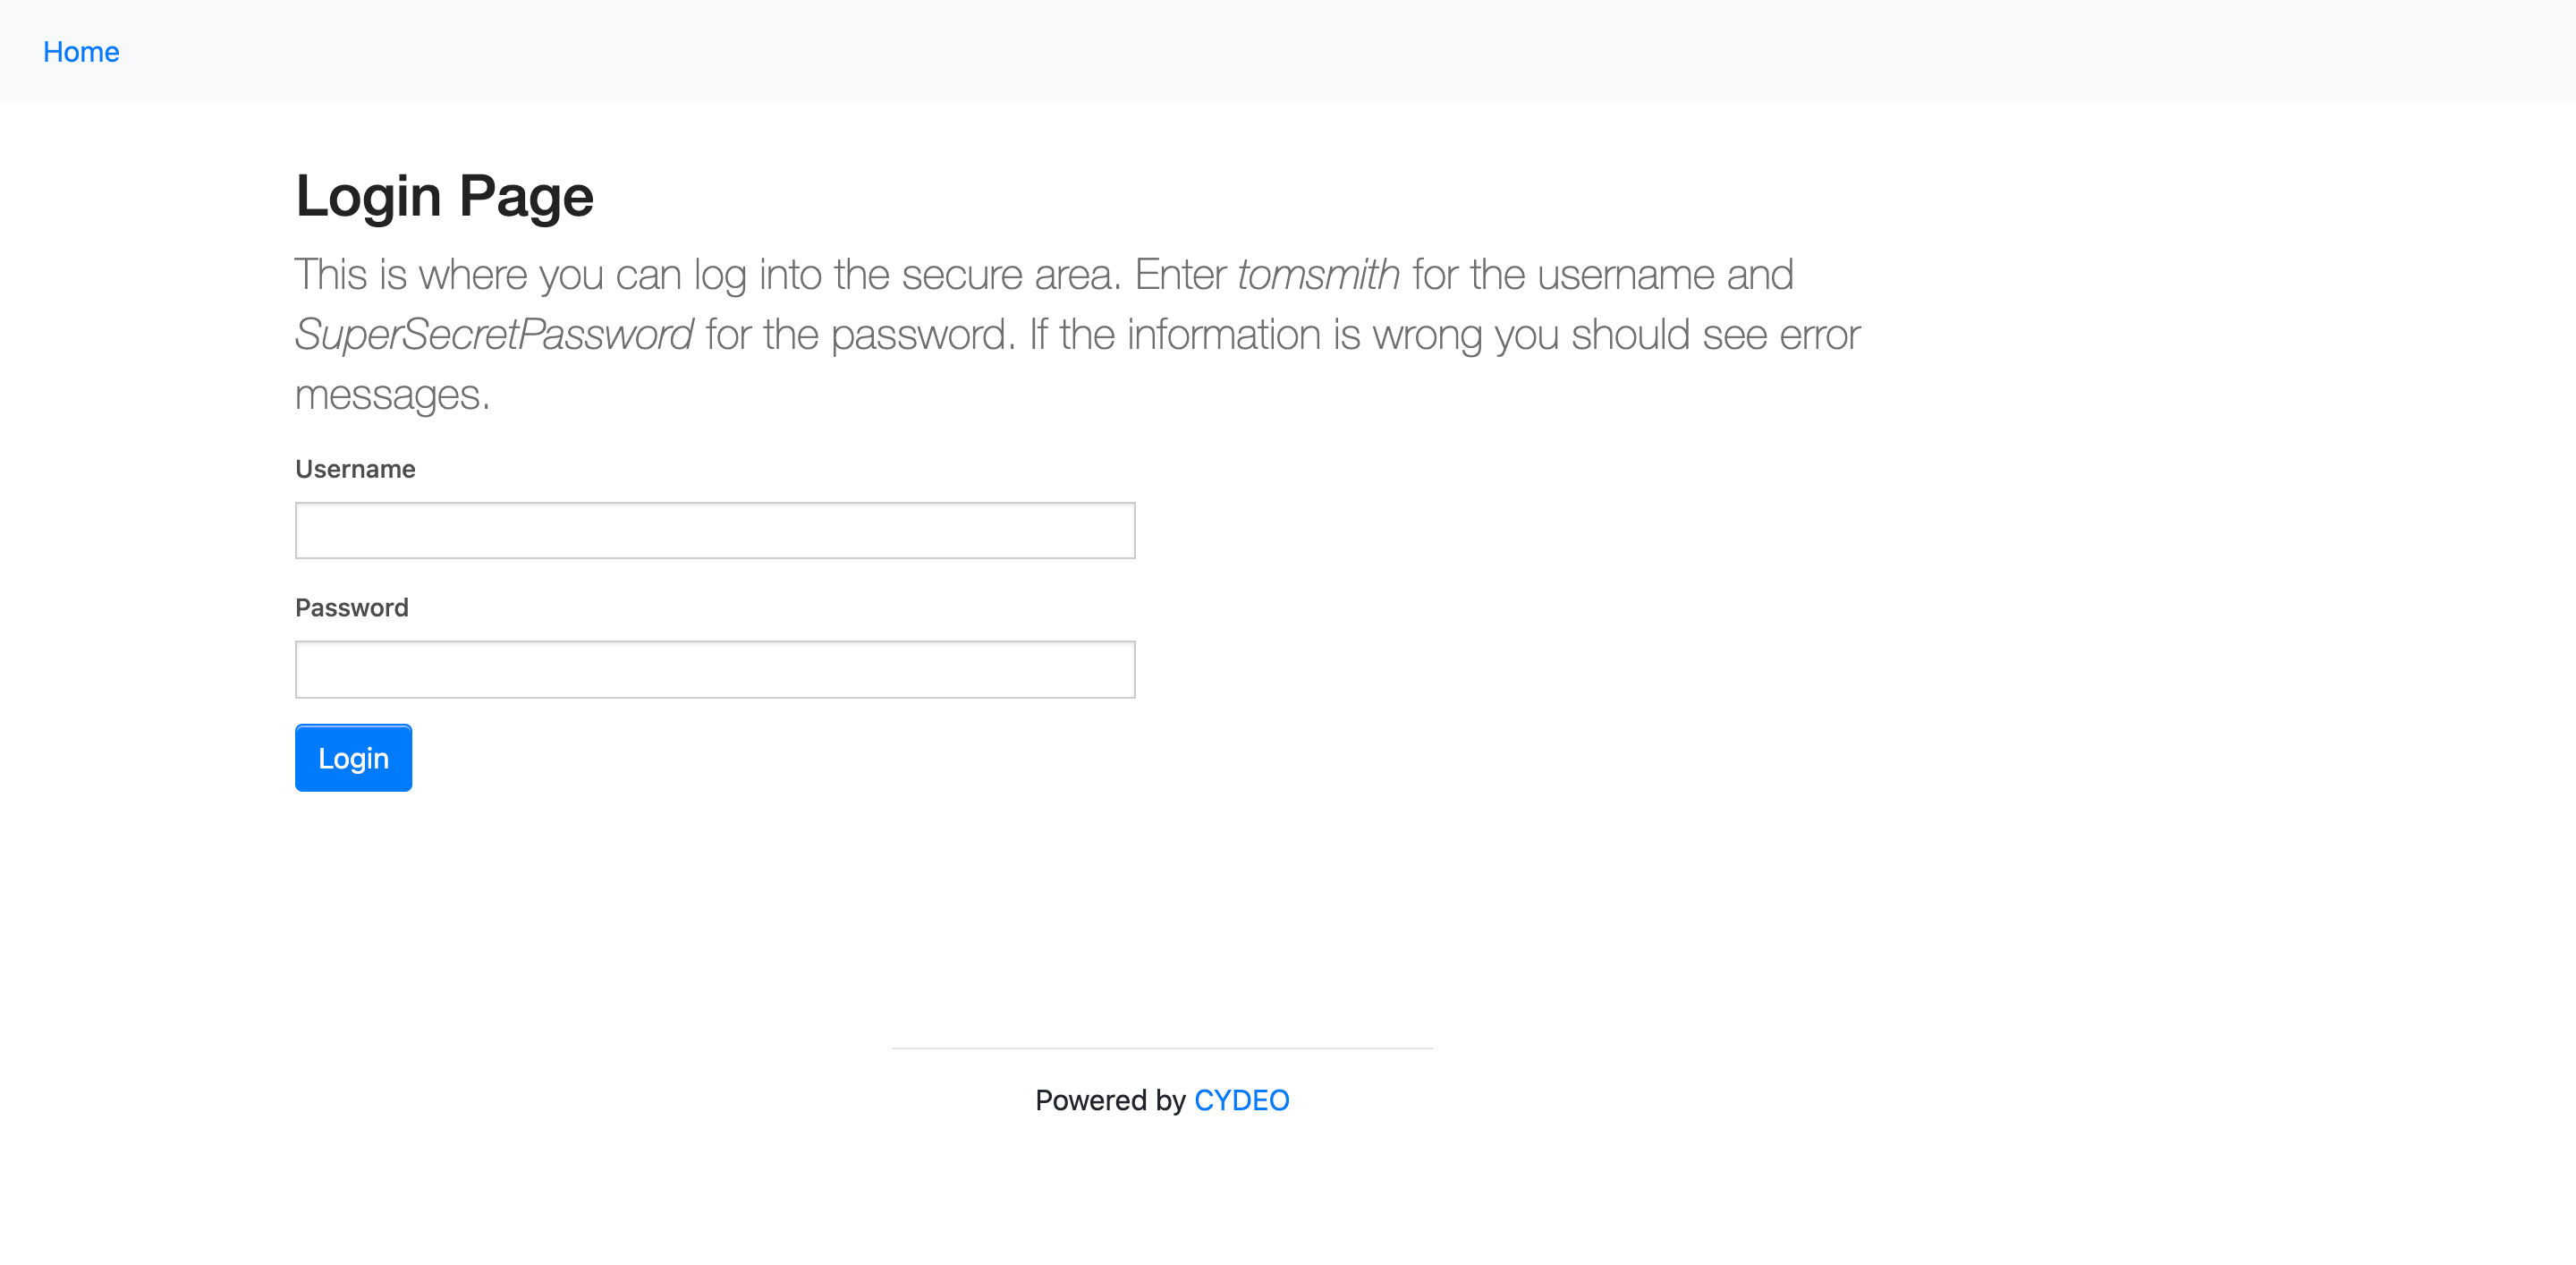 Home
Login Page
This is where you can log into the secure area. Enter tomsmith for the username and
SuperSecretPassword for the password. If the information is wrong you should see error
messages.
Username
Password
Login
Powered by CYDEO